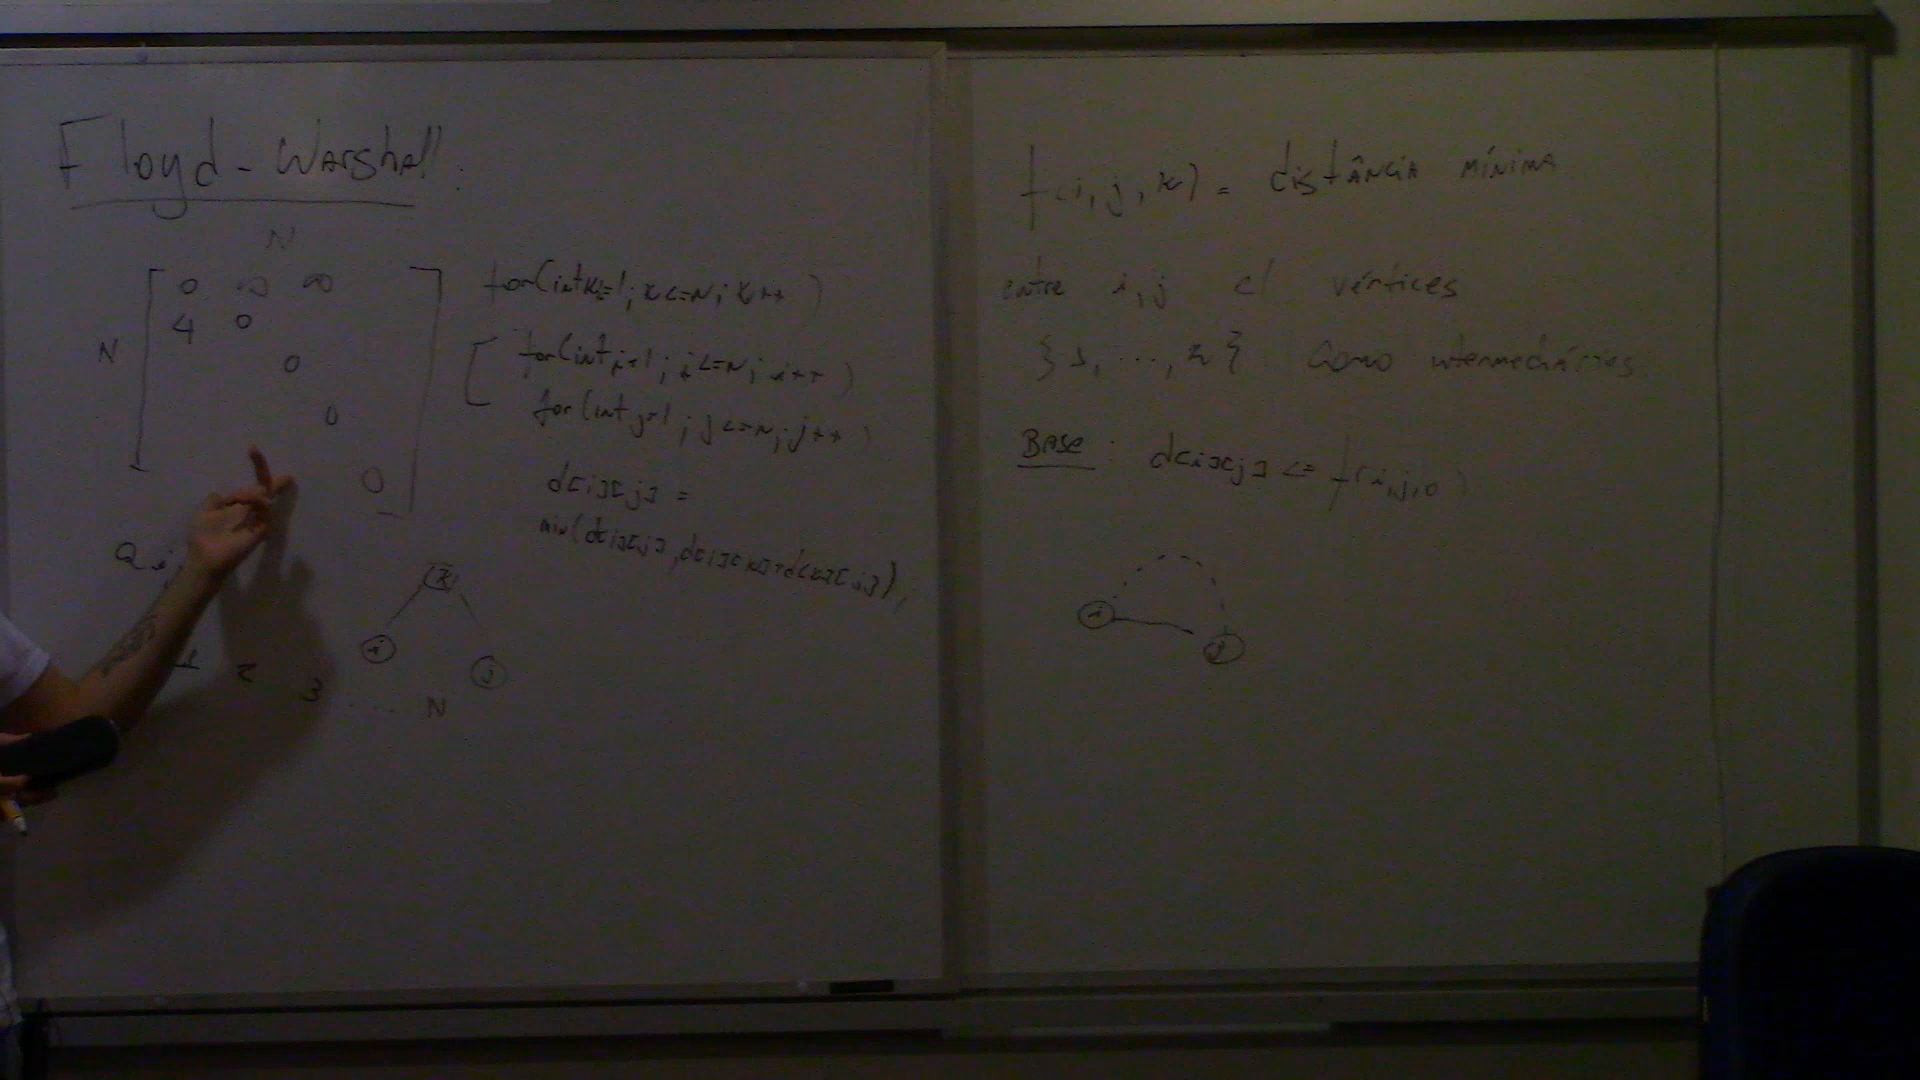 Floyd-Warshall.
N
0 ∞ ∞
4 0
N
0
0
0
for(int k=1; k<=N; k++)
for(int i=1; i<=N; i++)
for(int j=1; j<=N; j++)
d[i][j] =
min(d[i][j], d[i][k]+d[k][j]);
k
i
j
2
3 .... N
f(i,j,k) = distância mínima
entre i,j c/ vértices
{1, ..., k} como intermediários
Base: d[i][j] <= f(i,j,0)
i
j